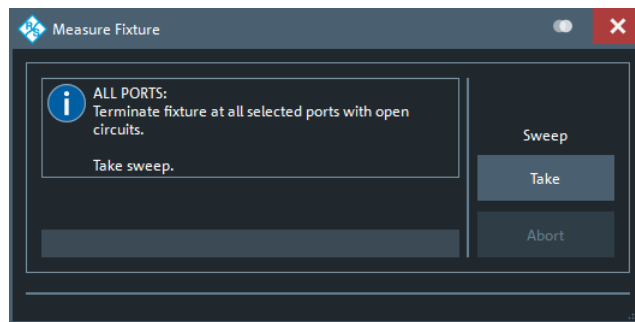 Measure Fixture
ALL PORTS:
Terminate fixture at all selected ports with open
circuits.
Take sweep.
Sweep
Take
Abort